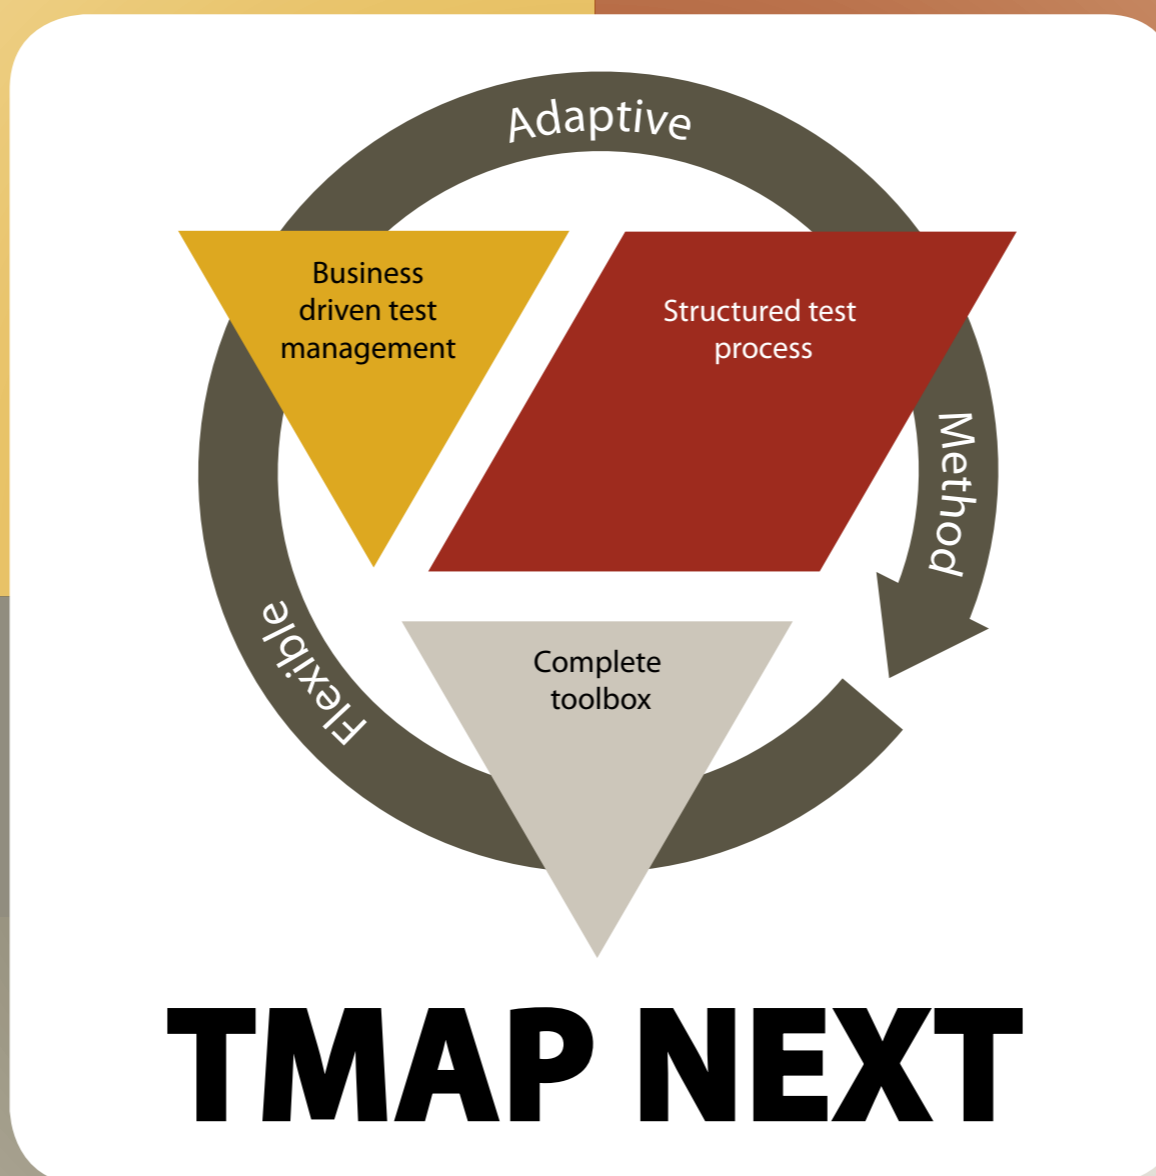 Adaptive
Business
driven test
management
Structured test
process
Method
Flexible
Complete
toolbox
TMAP NEXT